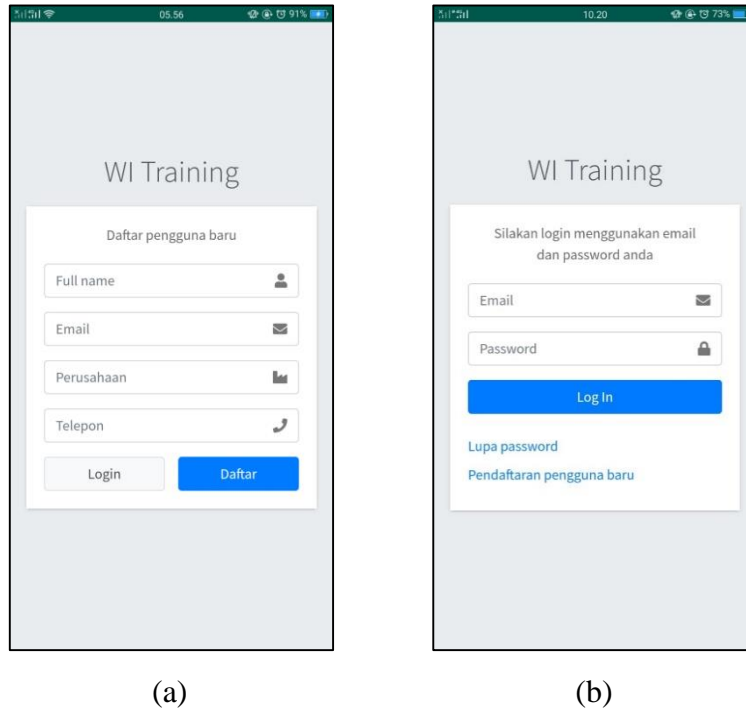 05.56
91%
WI Training
Daftar pengguna baru
Full name
Email
Perusahaan
Telepon
Login
Daftar
(a)
10.20
73%
WI Training
Silakan login menggunakan email
dan password anda
Email
Password
Log In
Lupa password
Pendaftaran pengguna baru
(b)